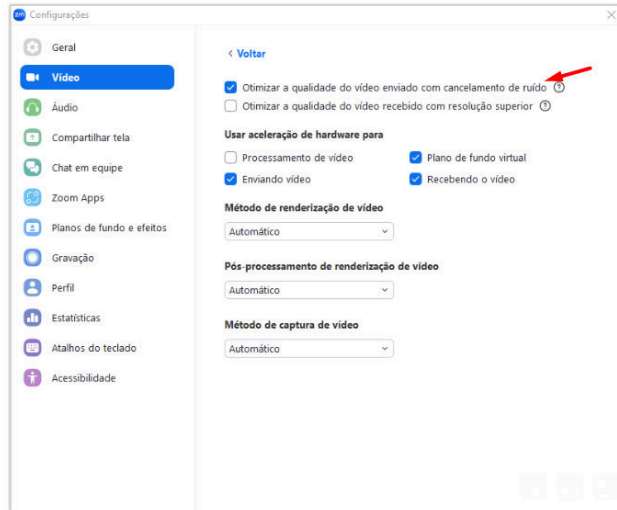 zm Configurações
Geral
Vídeo
Áudio
Compartilhar tela
Chat em equipe
Zoom Apps
Planos de fundo e efeitos
Gravação
Perfil
Estatísticas
Atalhos do teclado
Acessibilidade
< Voltar
Otimizar a qualidade do vídeo enviado com cancelamento de ruído ?
Otimizar a qualidade do vídeo recebido com resolução superior ?
Usar aceleração de hardware para
Processamento de vídeo Plano de fundo virtual
Enviando vídeo Recebendo o vídeo
Método de renderização de vídeo
Automático
Pós-processamento de renderização de vídeo
Automático
Método de captura de vídeo
Automático